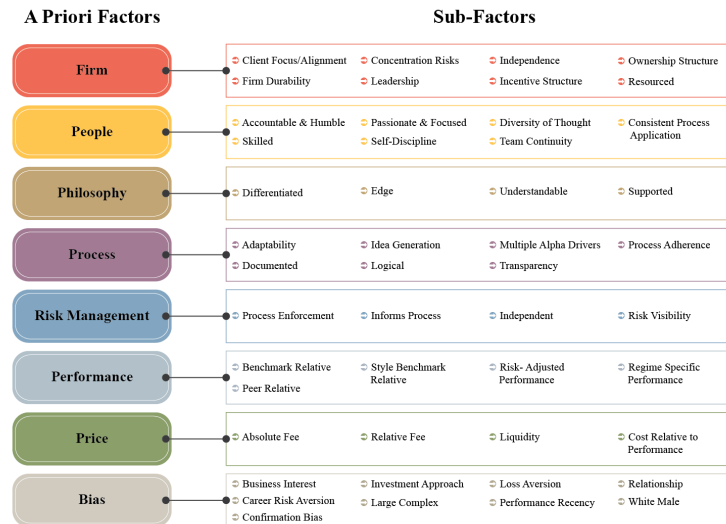 A Priori Factors
Sub-Factors
Firm
Client Focus/Alignment
Concentration Risks
Independence
Ownership Structure
Firm Durability
Leadership
Incentive Structure
Resourced
People
Accountable & Humble
Passionate & Focused
Diversity of Thought
Consistent Process
Application
Skilled
Self-Discipline
Team Continuity
Philosophy
Differentiated
Edge
Understandable
Supported
Process
Adaptability
Idea Generation
Multiple Alpha Drivers
Process Adherence
Documented
Logical
Transparency
Risk Management
Process Enforcement
Informs Process
Independent
Risk Visibility
Performance
Benchmark Relative
Style Benchmark
Relative
Risk- Adjusted
Performance
Regime Specific
Performance
Peer Relative
Price
Absolute Fee
Relative Fee
Liquidity
Cost Relative to
Performance
Bias
Business Interest
Investment Approach
Loss Aversion
Relationship
Career Risk Aversion
Large Complex
Performance Recency
White Male
Confirmation Bias